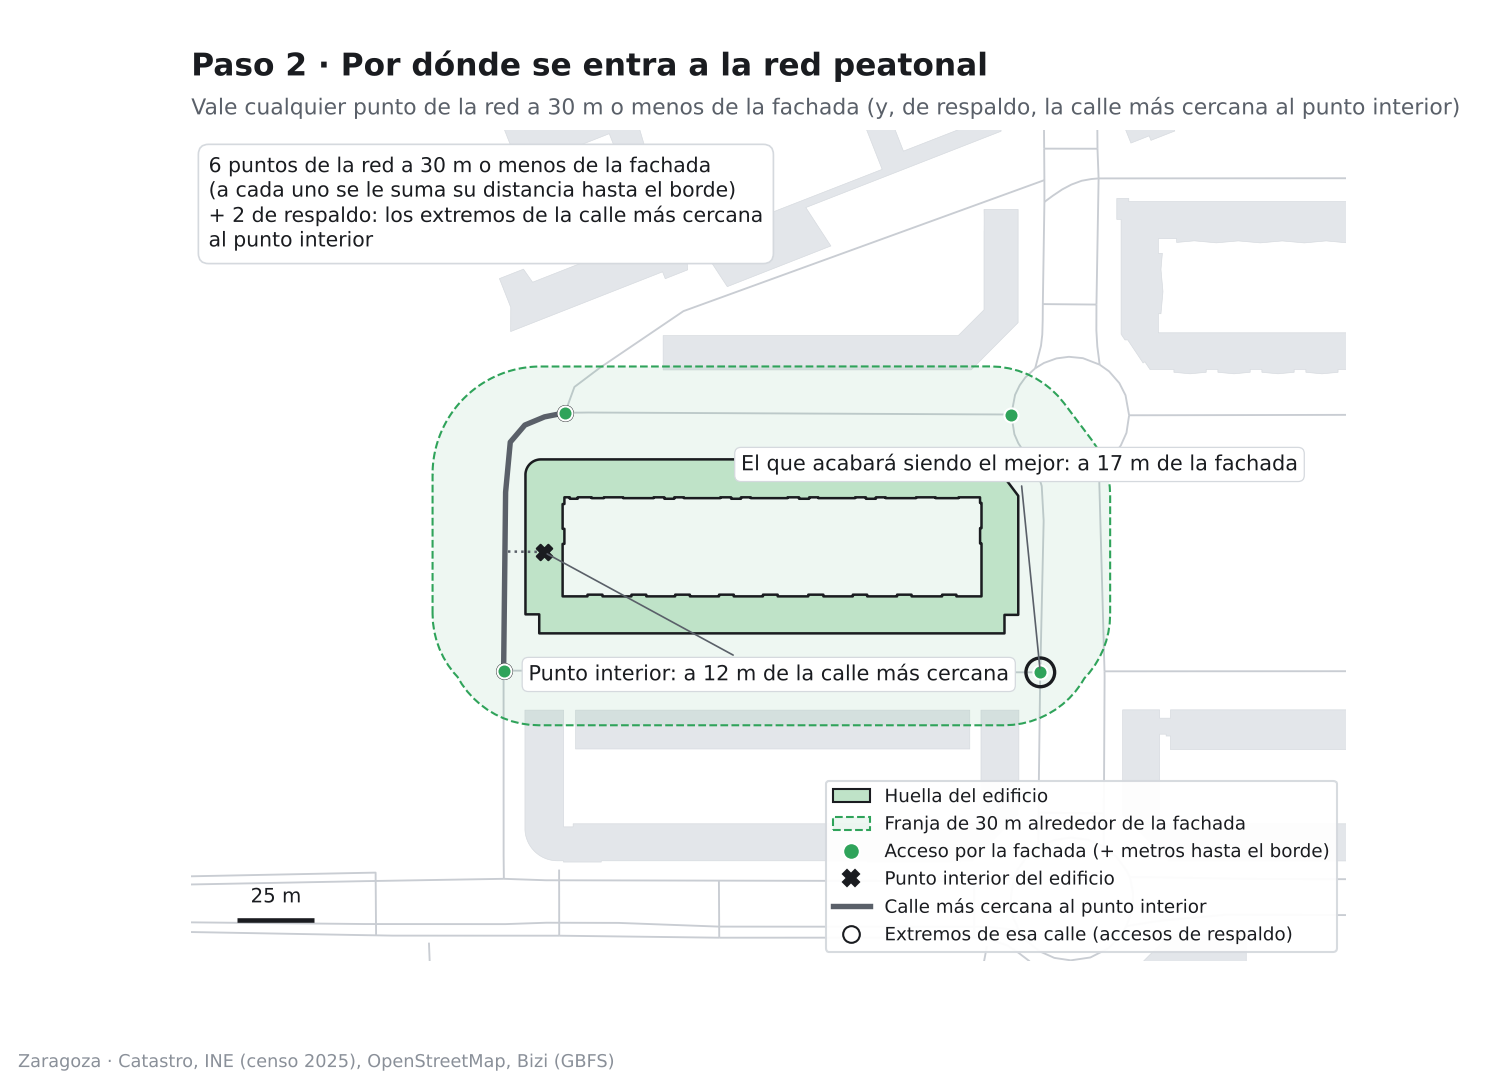 Paso 2 · Por dónde se entra a la red peatonal
Vale cualquier punto de la red a 30 m o menos de la fachada (y, de respaldo, la calle más cercana al punto interior)
6 puntos de la red a 30 m o menos de la fachada
(a cada uno se le suma su distancia hasta el borde)
+ 2 de respaldo: los extremos de la calle más cercana
al punto interior
El que acabará siendo el mejor: a 17 m de la fachada
Punto interior: a 12 m de la calle más cercana
Huella del edificio
Franja de 30 m alrededor de la fachada
Acceso por la fachada (+ metros hasta el borde)
Punto interior del edificio
Calle más cercana al punto interior
Extremos de esa calle (accesos de respaldo)
25 m
Zaragoza · Catastro, INE (censo 2025), OpenStreetMap, Bizi (GBFS)